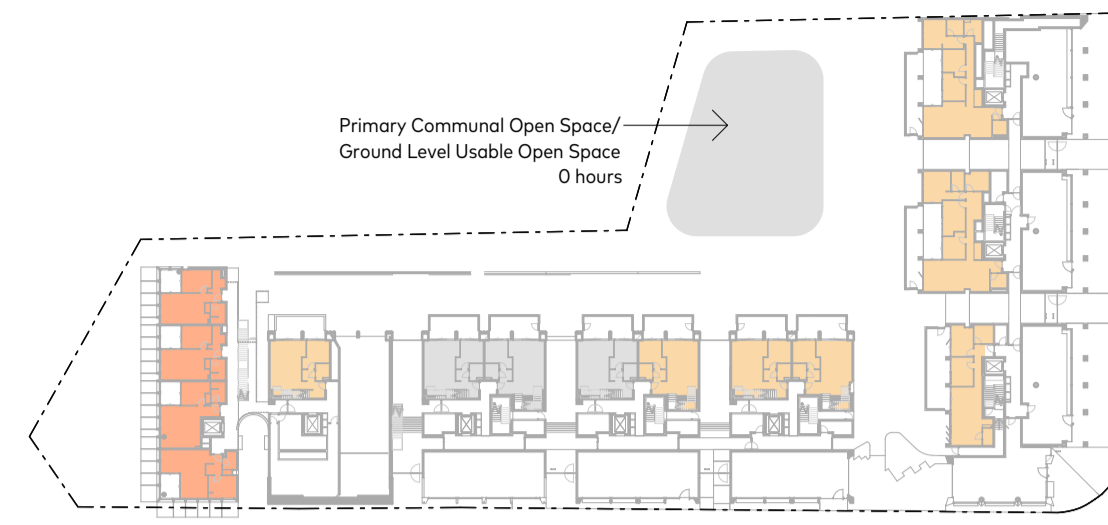 Primary Communal Open Space/
Ground Level Usable Open Space
0 hours